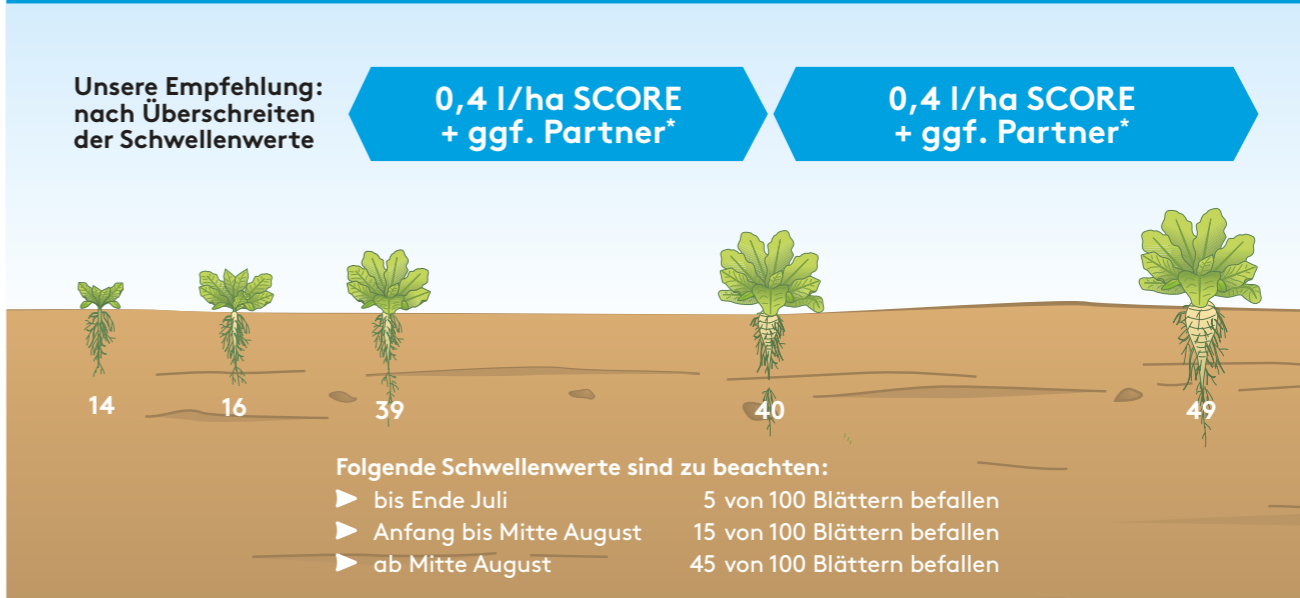 Unsere Empfehlung:
nach Überschreiten
der Schwellenwerte
0,4 l/ha SCORE
+ ggf. Partner*
0,4 l/ha SCORE
+ ggf. Partner*
14
16
39
40
49
Folgende Schwellenwerte sind zu beachten:
bis Ende Juli 5 von 100 Blättern befallen
Anfang bis Mitte August 15 von 100 Blättern befallen
ab Mitte August 45 von 100 Blättern befallen